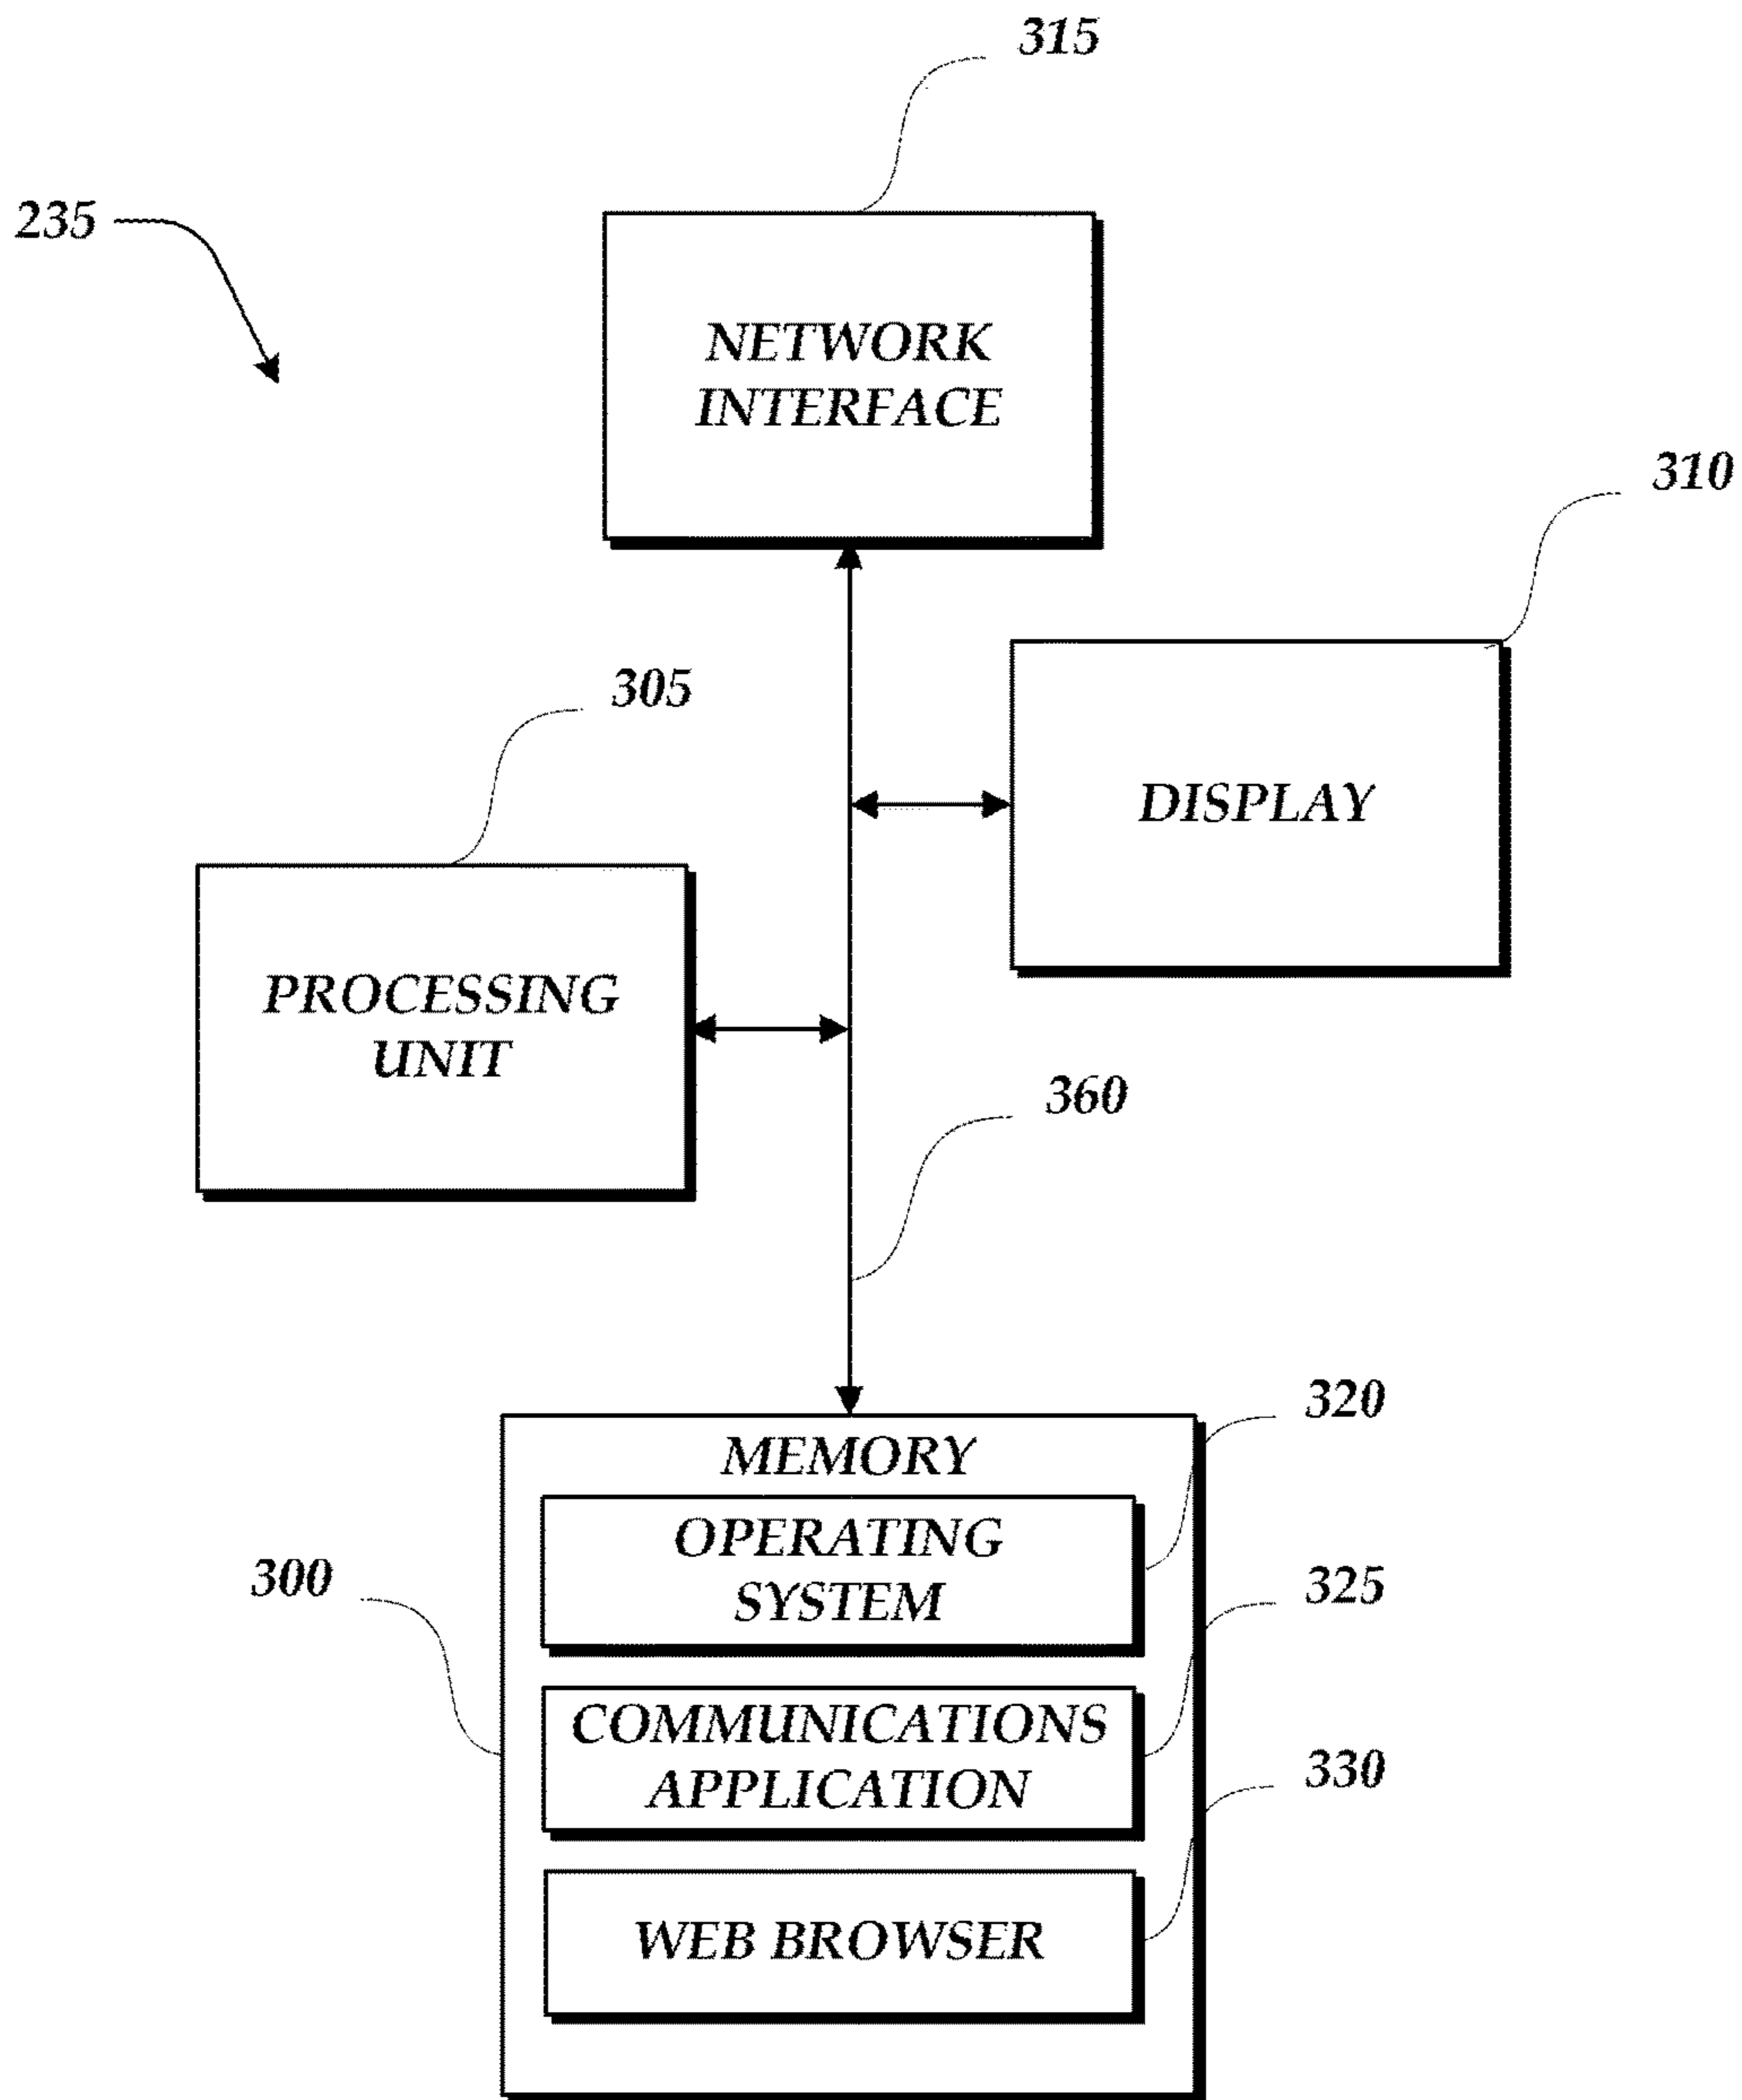 315
235
NETWORK
INTERFACE
310
305
DISPLAY
PROCESSING
UNIT
360
320
MEMORY
OPERATING
SYSTEM
300
325
COMMUNICATIONS
APPLICATION
330
WEB BROWSER